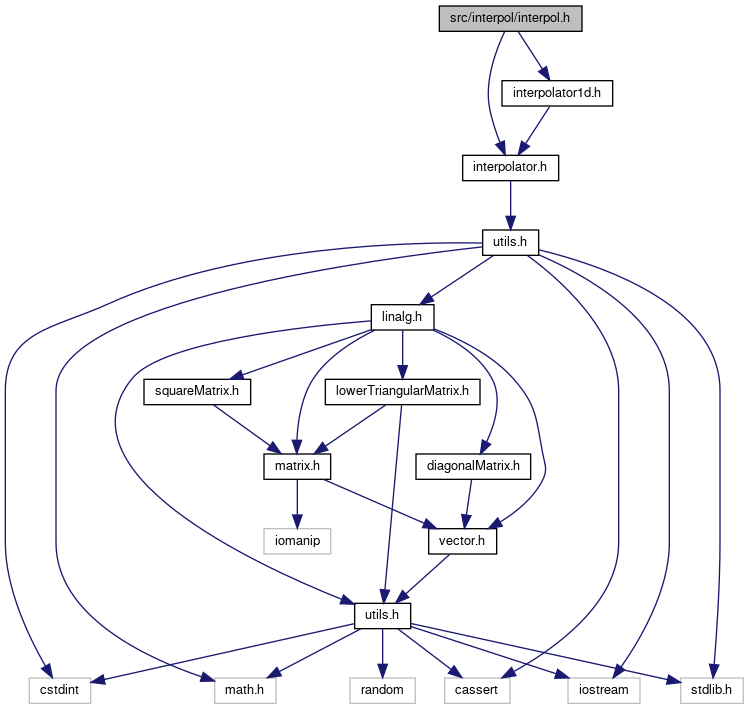 src/interpol/interpol.h
interpolator1d.h
interpolator.h
utils.h
linalg.h
squareMatrix.h
lowerTriangularMatrix.h
matrix.h
diagonalMatrix.h
iomanip
vector.h
utils.h
cstdint
math.h
random
cassert
iostream
stdlib.h